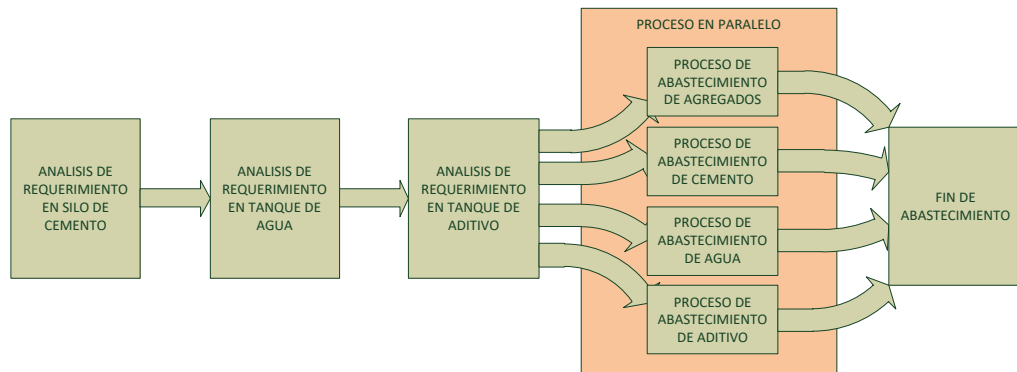 ANALISIS DE
REQUERIMIENTO
EN SILO DE
CEMENTO
ANALISIS DE
REQUERIMIENTO
EN TANQUE DE
AGUA
ANALISIS DE
REQUERIMIENTO
EN TANQUE DE
ADITIVO
PROCESO EN PARALELO
PROCESO DE
ABASTECIMIENTO
DE AGREGADOS
PROCESO DE
ABASTECIMIENTO
DE CEMENTO
PROCESO DE
ABASTECIMIENTO
DE AGUA
PROCESO DE
ABASTECIMIENTO
DE ADITIVO
FIN DE
ABASTECIMIENTO